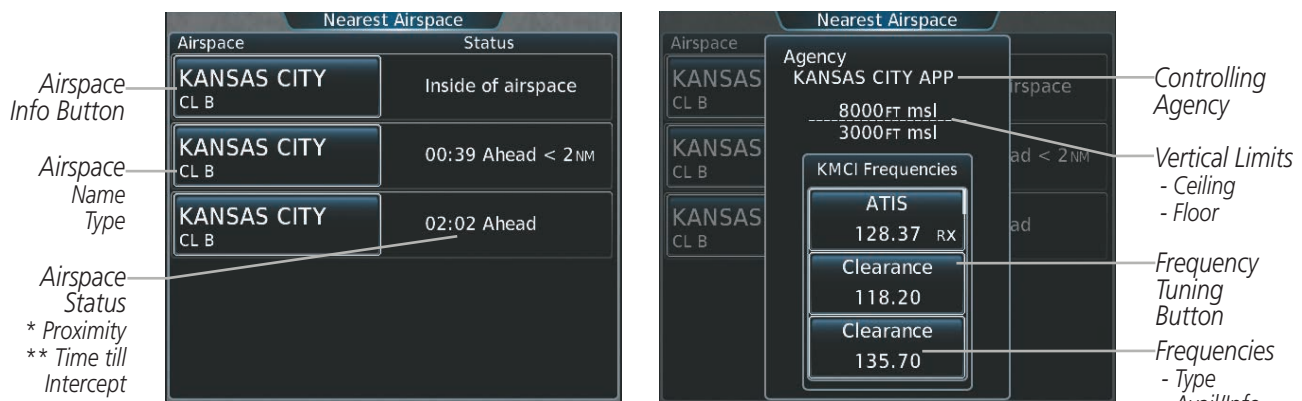 Nearest Airspace
Airspace Status
KANSAS CITY
CL B
Inside of airspace
KANSAS CITY
CL B
00:39 Ahead < 2NM
KANSAS CITY
CL B
02:02 Ahead
Airspace
Info Button
Airspace
Name
Type
Airspace
Status
* Proximity
** Time till
Intercept
Nearest Airspace
Airspace
KANSAS
CL B
irspace
KANSAS
CL B
ad < 2NM
KANSAS
CL B
ad
Agency
KANSAS CITY APP
8000FT msl
3000FT msl
KMCI Frequencies
ATIS
128.37 RX
Clearance
118.20
Clearance
135.70
Controlling
Agency
Vertical Limits
- Ceiling
- Floor
Frequency
Tuning
Button
Frequencies
- Type
- Avail/Info